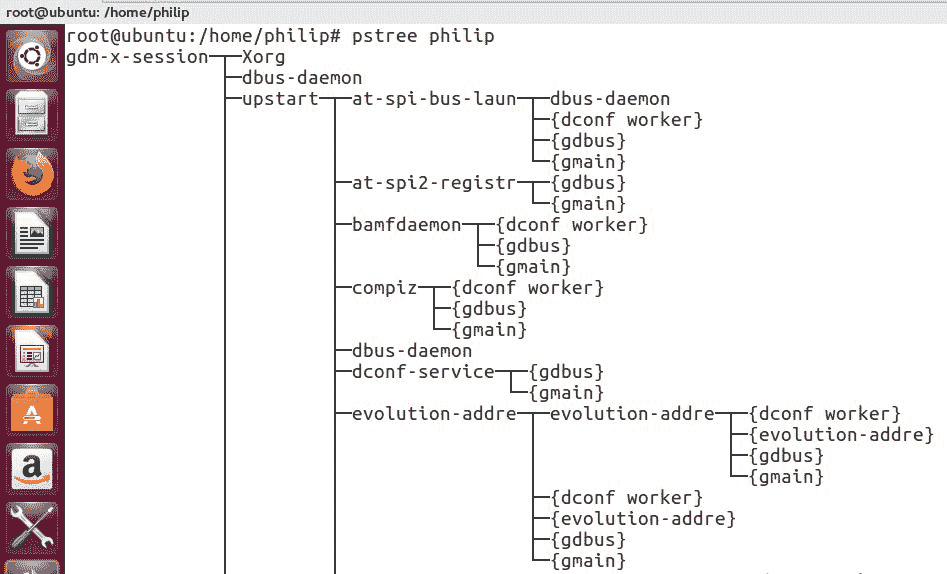 root@ubuntu: /home/philip
root@ubuntu:/home/philip# pstree philip
gdm-x-session─┬─Xorg
              ├─dbus-daemon
              ├─upstart─┬─at-spi-bus-laun─┬─dbus-daemon
              │         │                 ├─{dconf worker}
              │         │                 ├─{gdbus}
              │         │                 └─{gmain}
              │         ├─at-spi2-registr─┬─{gdbus}
              │         │                 └─{gmain}
              │         ├─bamfdaemon─┬─{dconf worker}
              │         │            ├─{gdbus}
              │         │            └─{gmain}
              │         ├─compiz─┬─{dconf worker}
              │         │        ├─{gdbus}
              │         │        └─{gmain}
              │         ├─dbus-daemon
              │         ├─dconf-service─┬─{gdbus}
              │         │               └─{gmain}
              │         ├─evolution-addre─┬─evolution-addre─┬─{dconf worker}
              │         │                 │                 ├─{evolution-addre}
              │         │                 │                 ├─{gdbus}
              │         │                 │                 └─{gmain}
              │         │                 ├─{dconf worker}
              │         │                 ├─{evolution-addre}
              │         │                 ├─{gdbus}
              │         │                 └─{gmain}